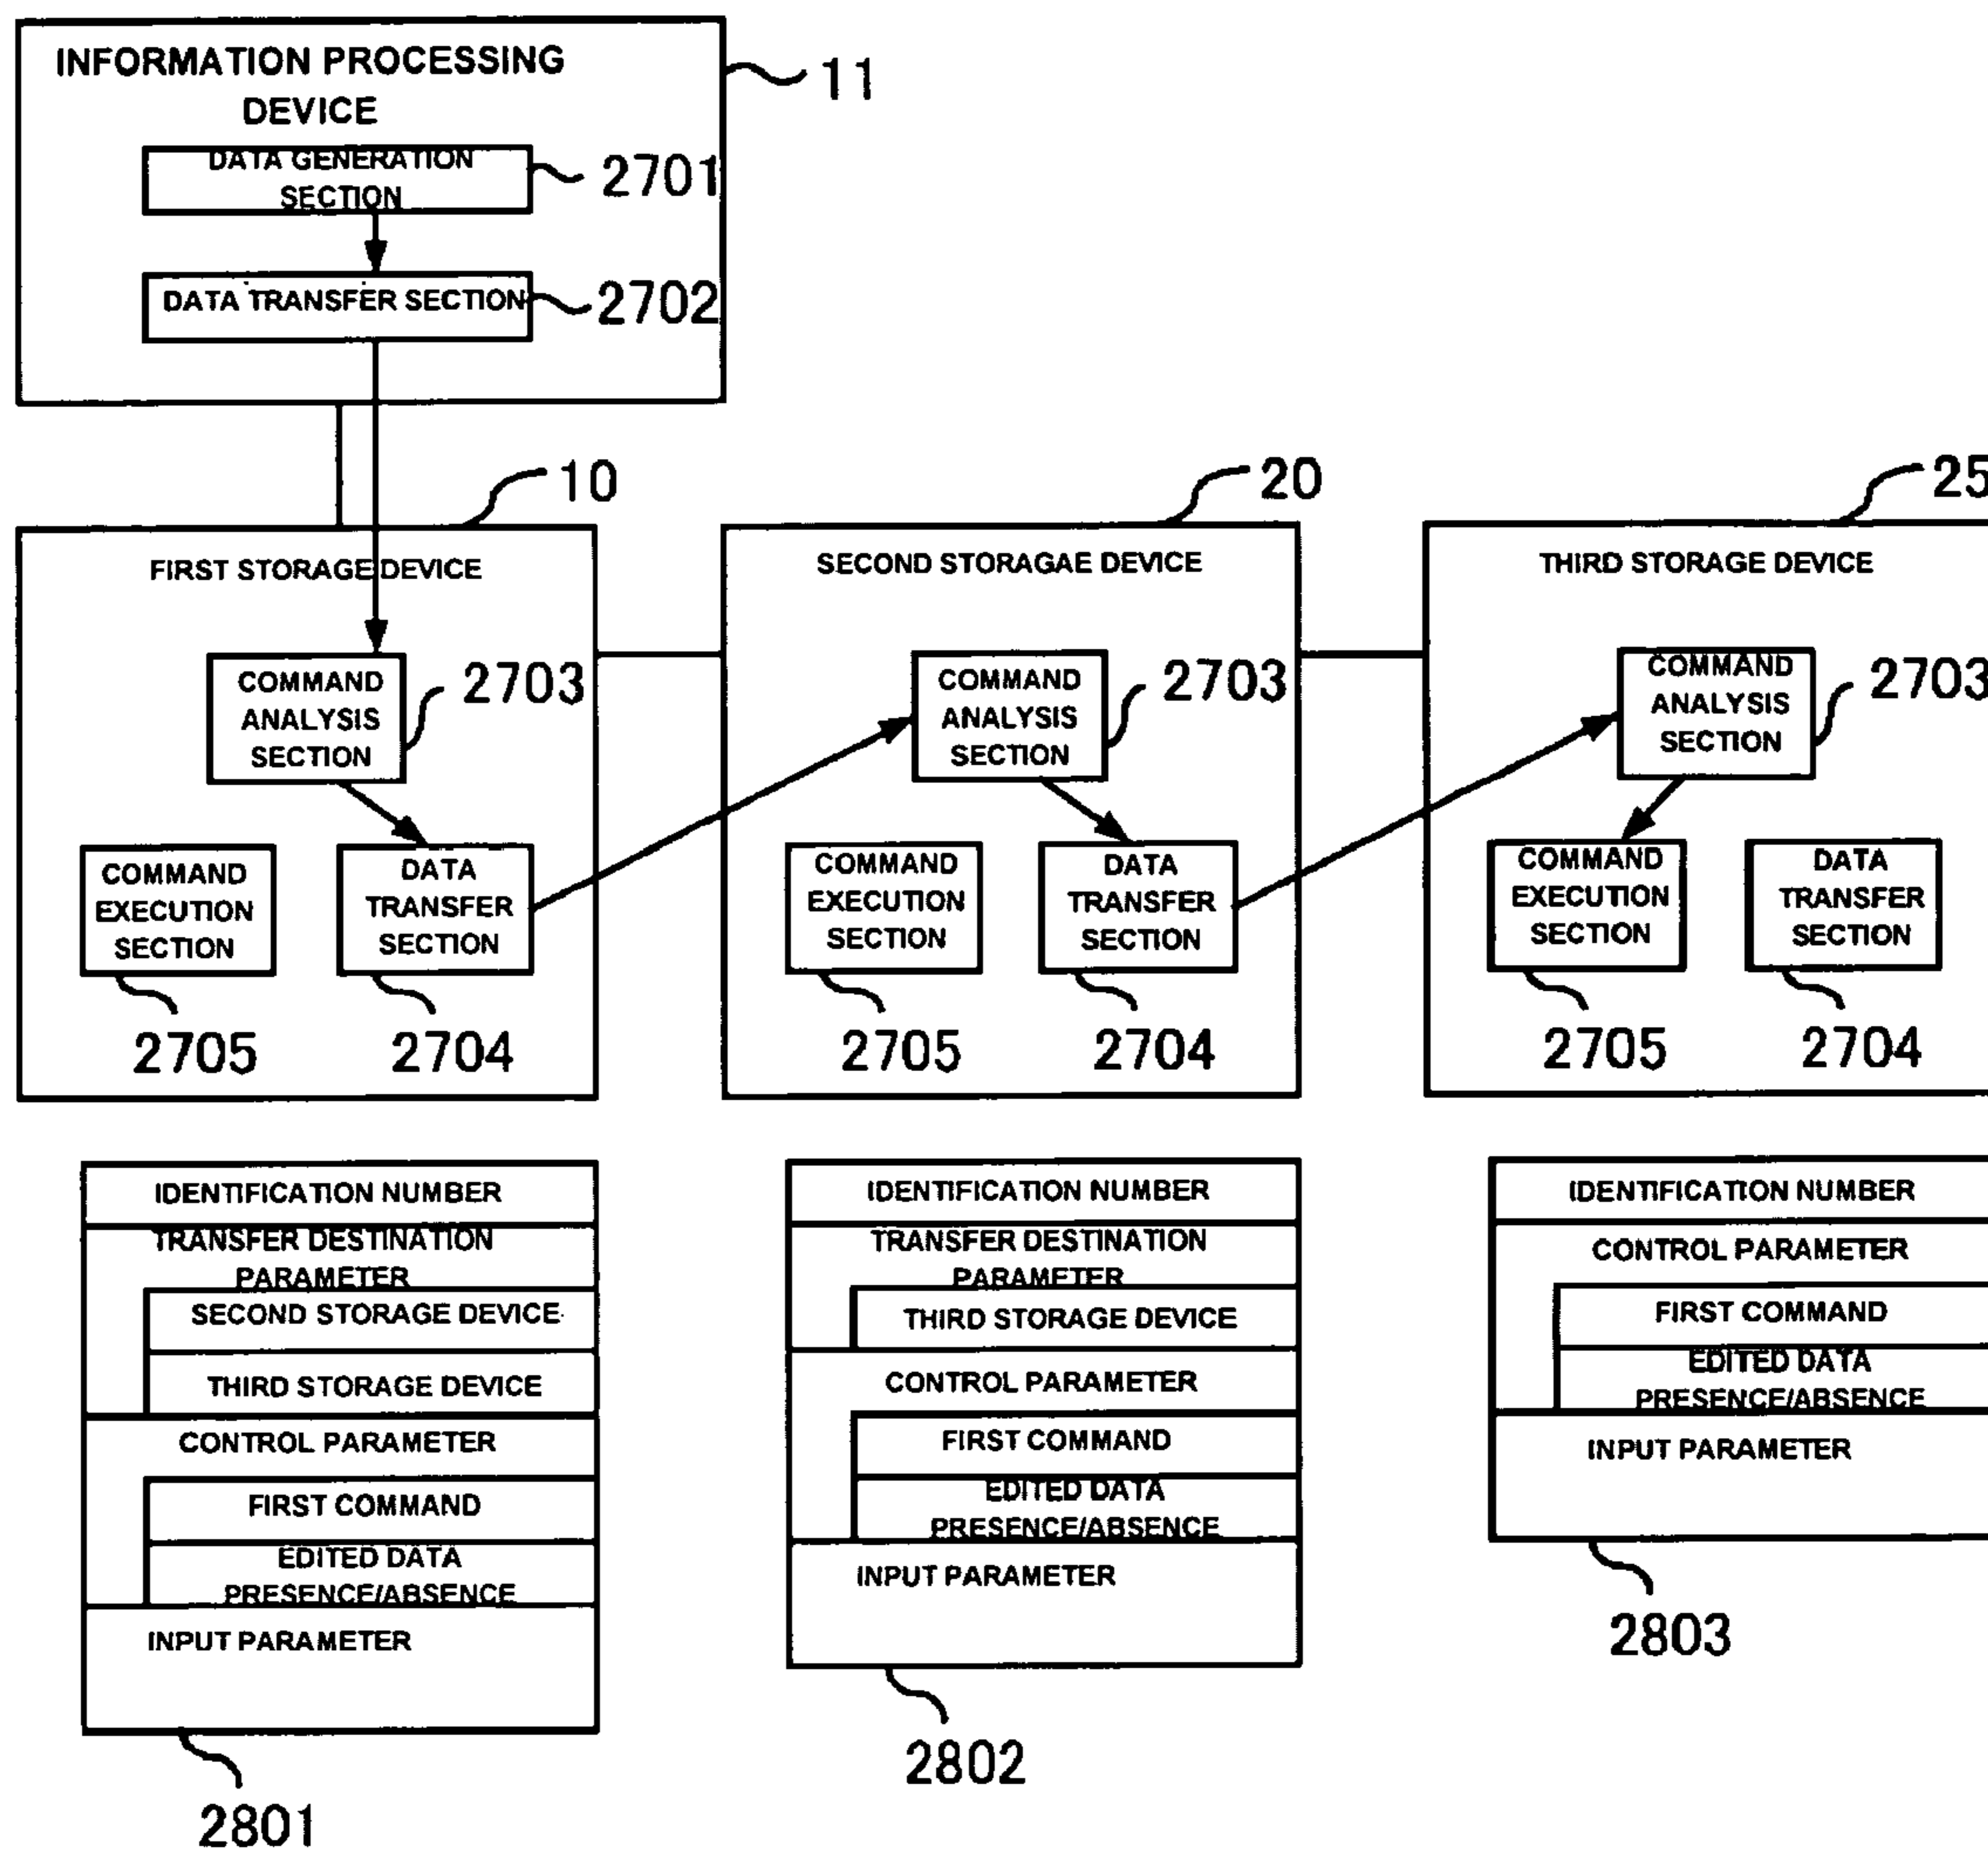 INFORMATION PROCESSING
DEVICE
11
DATA GENERATION
SECTION
2701
DATA TRANSFER SECTION
2702
10
20
25
FIRST STORAGE DEVICE
SECOND STORAGAE DEVICE
THIRD STORAGE DEVICE
COMMAND
ANALYSIS
SECTION
2703
COMMAND
EXECUTION
SECTION
2705
DATA
TRANSFER
SECTION
2704
COMMAND
ANALYSIS
SECTION
2703
COMMAND
EXECUTION
SECTION
2705
DATA
TRANSFER
SECTION
2704
COMMAND
ANALYSIS
SECTION
2703
COMMAND
EXECUTION
SECTION
2705
DATA
TRANSFER
SECTION
2704
IDENTIFICATION NUMBER
TRANSFER DESTINATION
PARAMETER
SECOND STORAGE DEVICE
THIRD STORAGE DEVICE
CONTROL PARAMETER
FIRST COMMAND
EDITED DATA
PRESENCE/ABSENCE
INPUT PARAMETER
2801
IDENTIFICATION NUMBER
TRANSFER DESTINATION
PARAMETER
THIRD STORAGE DEVICE
CONTROL PARAMETER
FIRST COMMAND
EDITED DATA
PRESENCE/ABSENCE
INPUT PARAMETER
2802
IDENTIFICATION NUMBER
CONTROL PARAMETER
FIRST COMMAND
EDITED DATA
PRESENCE/ABSENCE
INPUT PARAMETER
2803